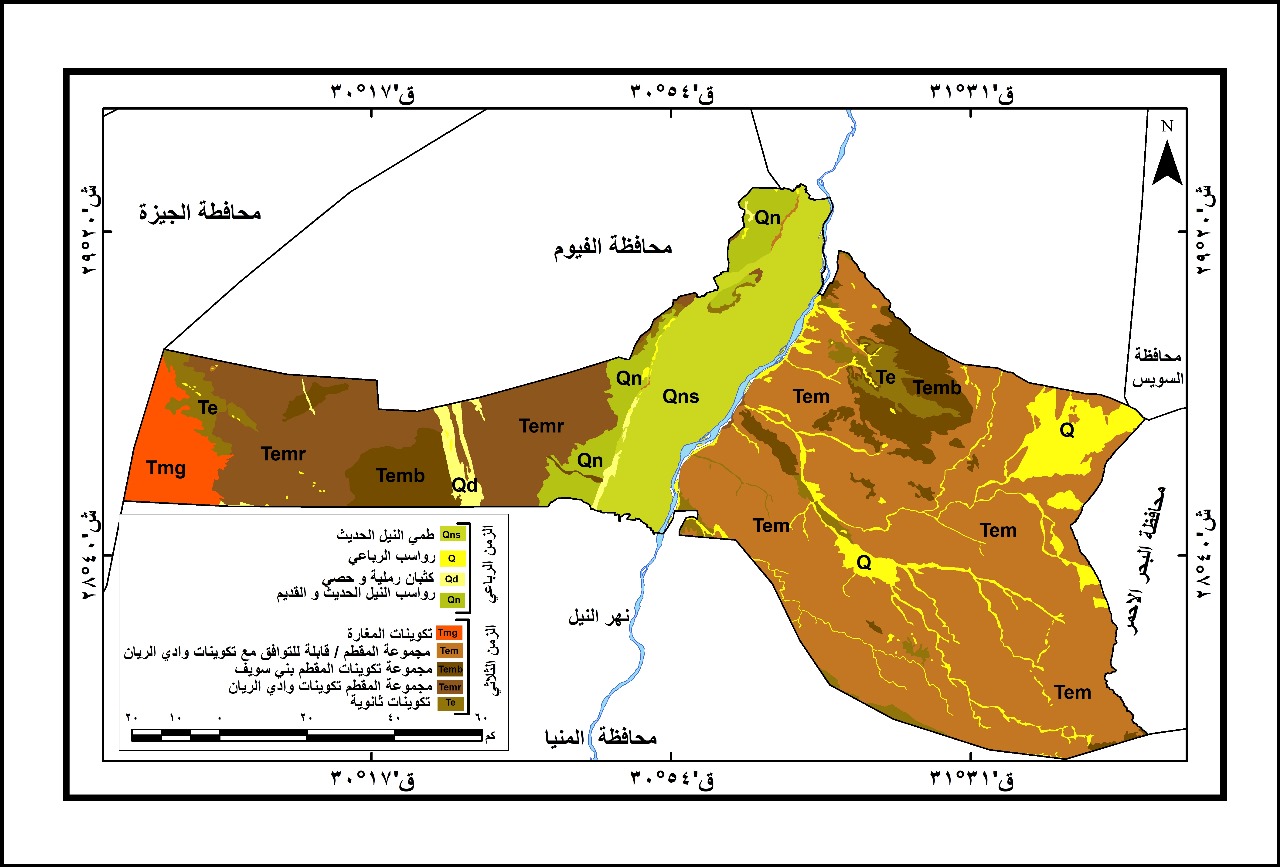 ق'١٧°٣٠
ق'٥٤°٣٠
ق'٣١°٣١
N
ش'٢٠°٢٩
ش'٢٠°٢٩
محافظة الجيزة
محافظة الفيوم
Qn
محافظة
السويس
Te
Temb
Tem
Qn
Qns
Te
Q
Temr
Temr
Qn
Tmg
Temb
Qd
محافظة البحر الاحمر
Tem
Tem
ش'٤٠°٢٨
ش'٤٠°٢٨
Q
الزمن الرباعي
طمي النيل الحديث Qns
رواسب الرباعي Q
كثبان رملية و حصي Qd
رواسب النيل الحديث و القديم Qn
نهر النيل
الزمن الثلاثي
تكوينات المغارة Tmg
مجموعة المقطم / قابلة للتوافق مع تكوينات وادي الريان Tem
مجموعة تكوينات المقطم بني سويف Temb
مجموعة المقطم تكوينات وادي الريان Temr
تكوينات ثانوية Te
Tem
٢٠ ١٠ ٠ ٢٠ ٤٠ ٦٠
كم
محافظة المنيا
ق'١٧°٣٠
ق'٥٤°٣٠
ق'٣١°٣١